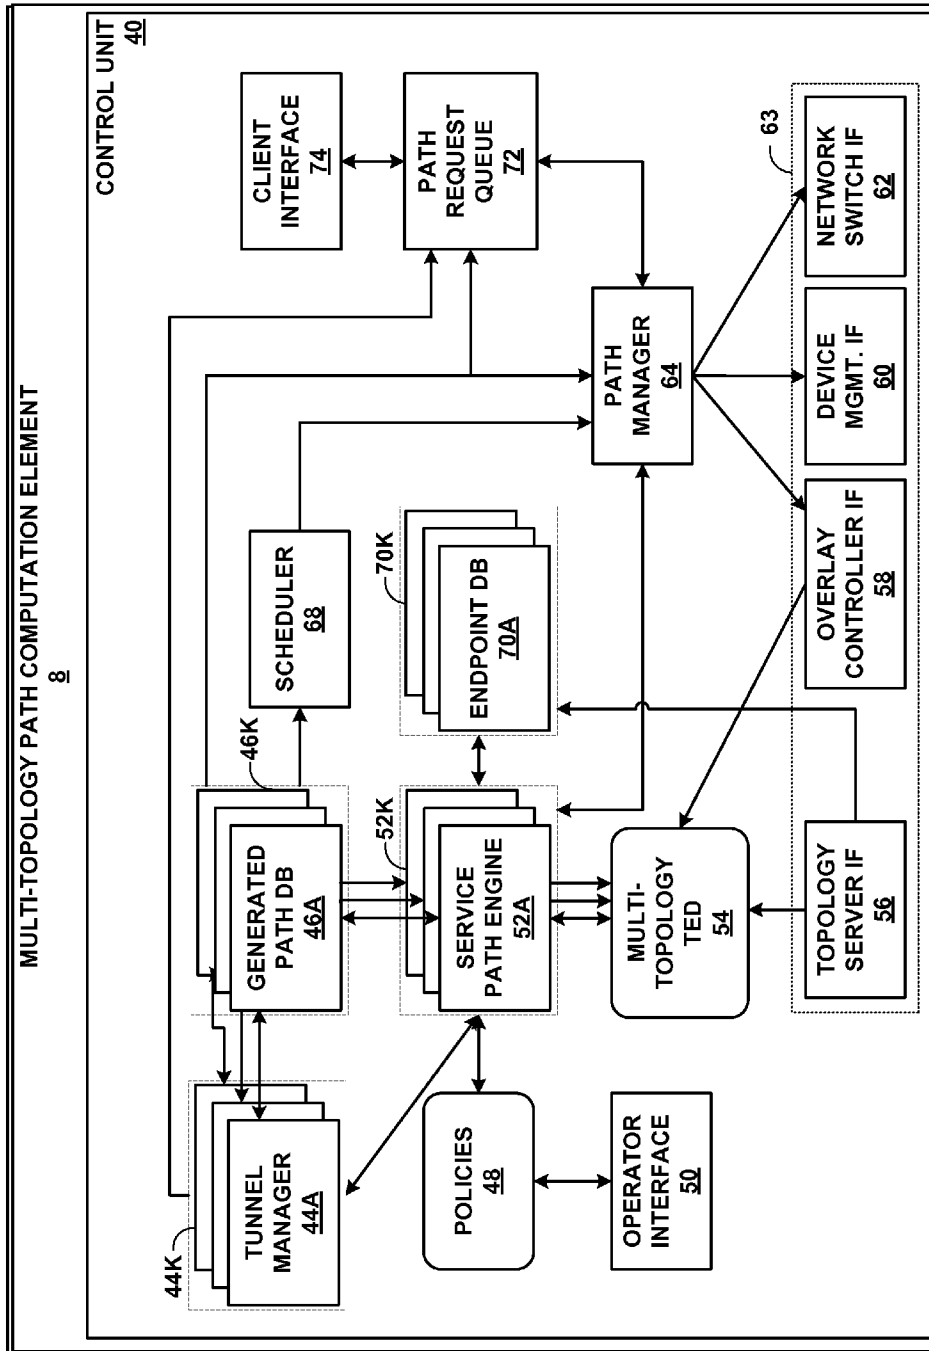 MULTI-TOPOLOGY PATH COMPUTATION ELEMENT
8
CONTROL UNIT
40
44K
TUNNEL
MANAGER
44A
46K
GENERATED
PATH DB
46A
SCHEDULER
68
CLIENT
INTERFACE
74
POLICIES
48
52K
SERVICE
PATH ENGINE
52A
70K
ENDPOINT DB
70A
PATH
REQUEST
QUEUE
72
OPERATOR
INTERFACE
50
MULTI-
TOPOLOGY
TED
54
PATH
MANAGER
64
63
TOPOLOGY
SERVER IF
56
OVERLAY
CONTROLLER IF
58
DEVICE
MGMT. IF
60
NETWORK
SWITCH IF
62